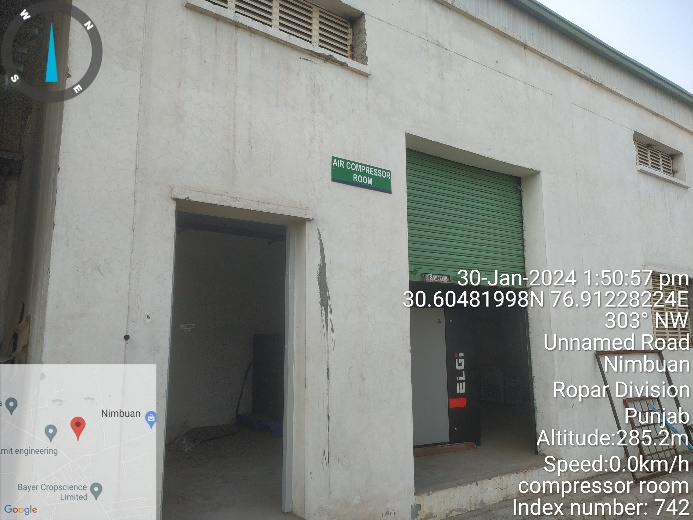 W
N
S
E
AIR COMPRESSOR
ROOM
ELGi
30-Jan-2024 1:50:57 pm
30.60481998N 76.91228224E
303° NW
Unnamed Road
Nimbuan
Ropar Division
Punjab
Altitude:285.2m
Speed:0.0km/h
compressor room
Index number: 742
Nimbuan
mit engineering
Bayer Cropscience
Limited
Google